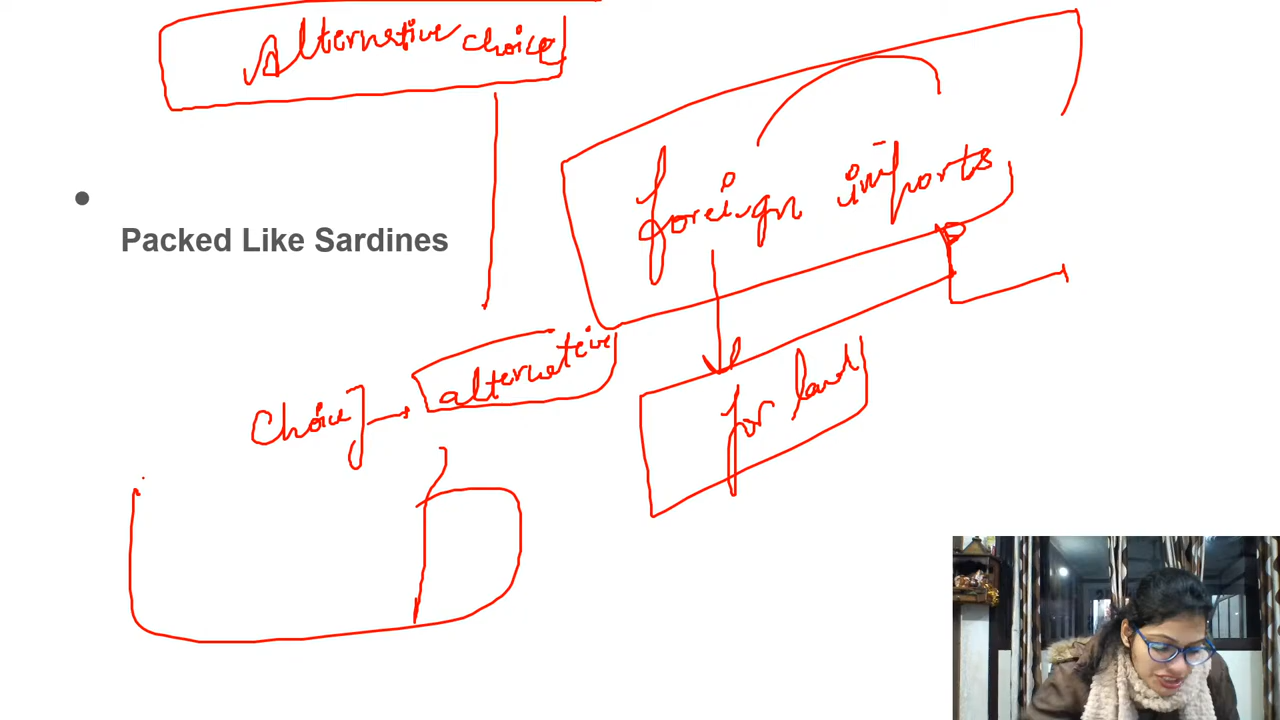 Alternative choice
foreign imports
Packed Like Sardines
alternative
choice
for land